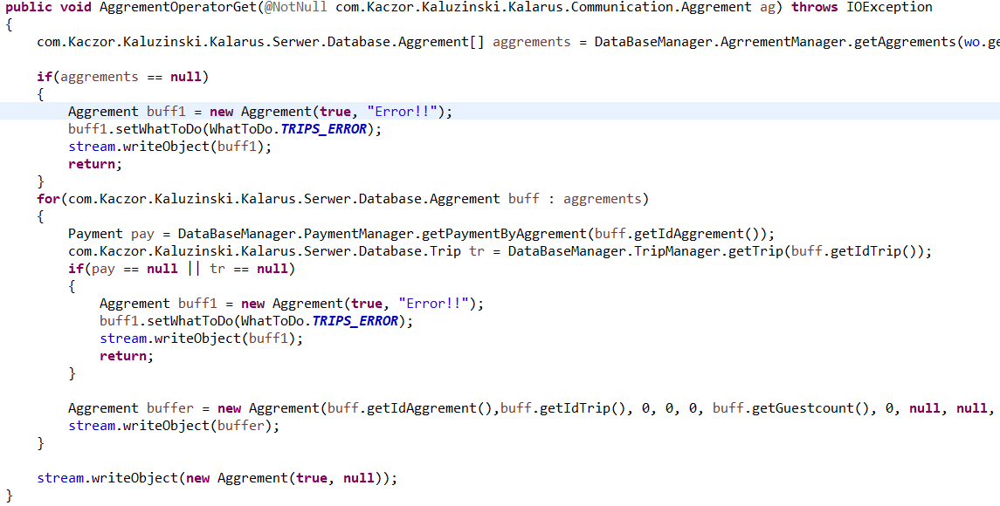 public void AggrementOperatorGet(@NotNull com.Kaczor.Kaluzinski.Kalarus.Communication.Aggrement ag) throws IOException
{
com.Kaczor.Kaluzinski.Kalarus.Serwer.Database.Aggrement[] aggrements = DataBaseManager.AgrrementManager.getAggrements(wo.ge
if(aggrements == null)
{
Aggrement buff1 = new Aggrement(true, "Error!!");
buff1.setWhatToDo(WhatToDo.TRIPS_ERROR);
stream.writeObject(buff1);
return;
}
for(com.Kaczor.Kaluzinski.Kalarus.Serwer.Database.Aggrement buff : aggrements)
{
Payment pay = DataBaseManager.PaymentManager.getPaymentByAggrement(buff.getIdAggrement());
com.Kaczor.Kaluzinski.Kalarus.Serwer.Database.Trip tr = DataBaseManager.TripManager.getTrip(buff.getIdTrip());
if(pay == null || tr == null)
{
Aggrement buff1 = new Aggrement(true, "Error!!");
buff1.setWhatToDo(WhatToDo.TRIPS_ERROR);
stream.writeObject(buff1);
return;
}
Aggrement buffer = new Aggrement(buff.getIdAggrement(),buff.getIdTrip(), 0, 0, 0, buff.getGuestcount(), 0, null, null,
stream.writeObject(buffer);
}
stream.writeObject(new Aggrement(true, null));
}